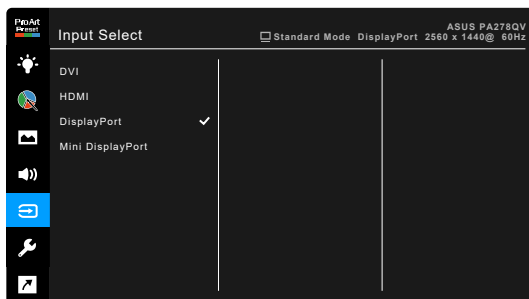 ProArt
Preset
Input Select
ASUS PA278QV
Standard Mode DisplayPort 2560 x 1440@ 60Hz
DVI
HDMI
DisplayPort
Mini DisplayPort